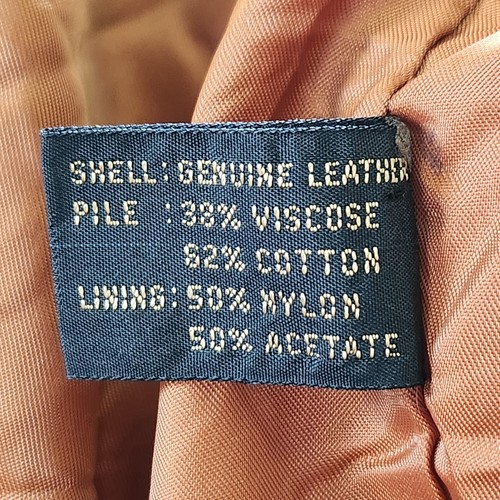 SHELL: GENUINE LEATHER
PILE : 38% VISCOSE
62% COTTON
LINING: 50% NYLON
50% ACETATE